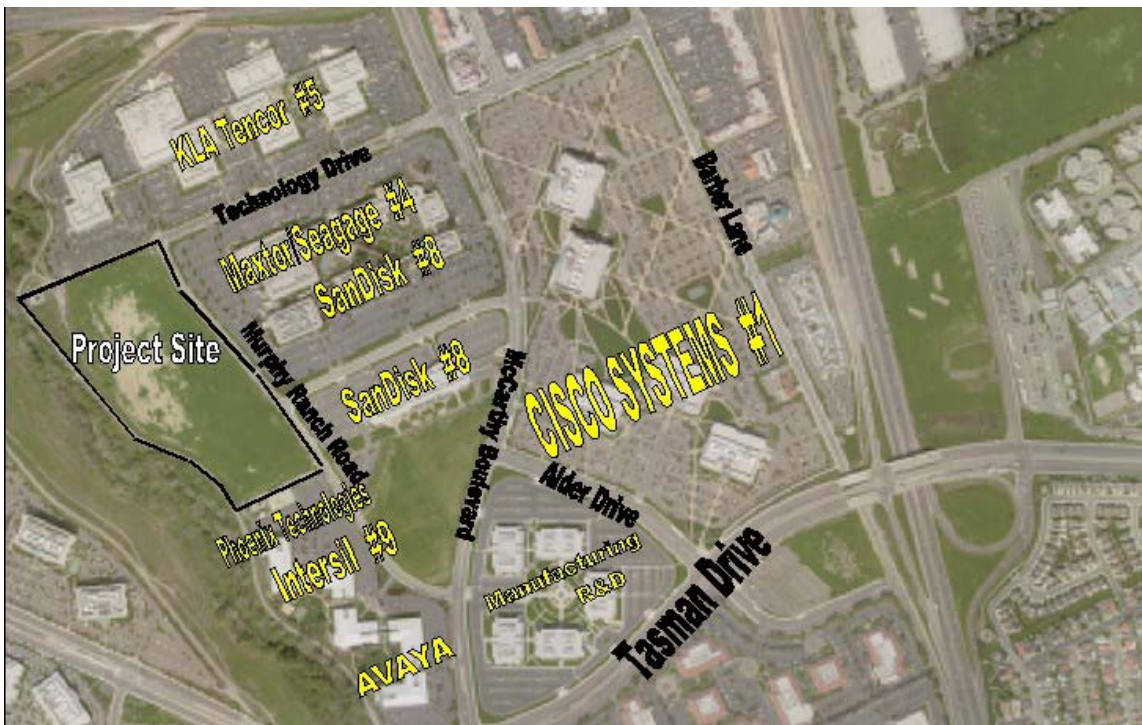 KLA Tencor #5
Technology Drive
Barber Lane
Maxtor/Seagage #4
SanDisk #8
Project Site
Murphy Ranch Road
SanDisk #8
McCarthy Boulevard
CISCO SYSTEMS #1
Alder Drive
Phoenix Technologies
Intersil #9
Manufacturing
R&D
Tasman Drive
AVAYA